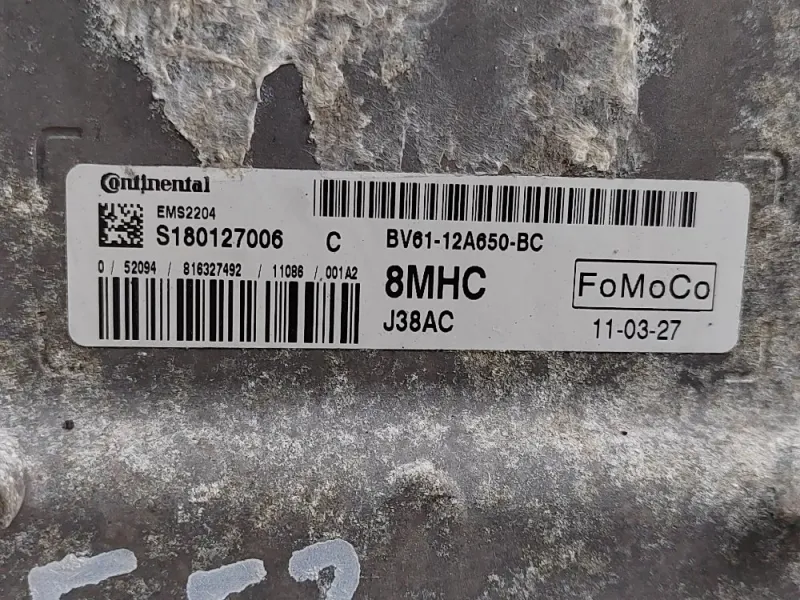 Continental
EMS2204
S180127006 C BV61-12A650-BC
0 / 52094 / 816327492 / 11086 / 001A2
8MHC
FoMoCo
J38AC
11-03-27